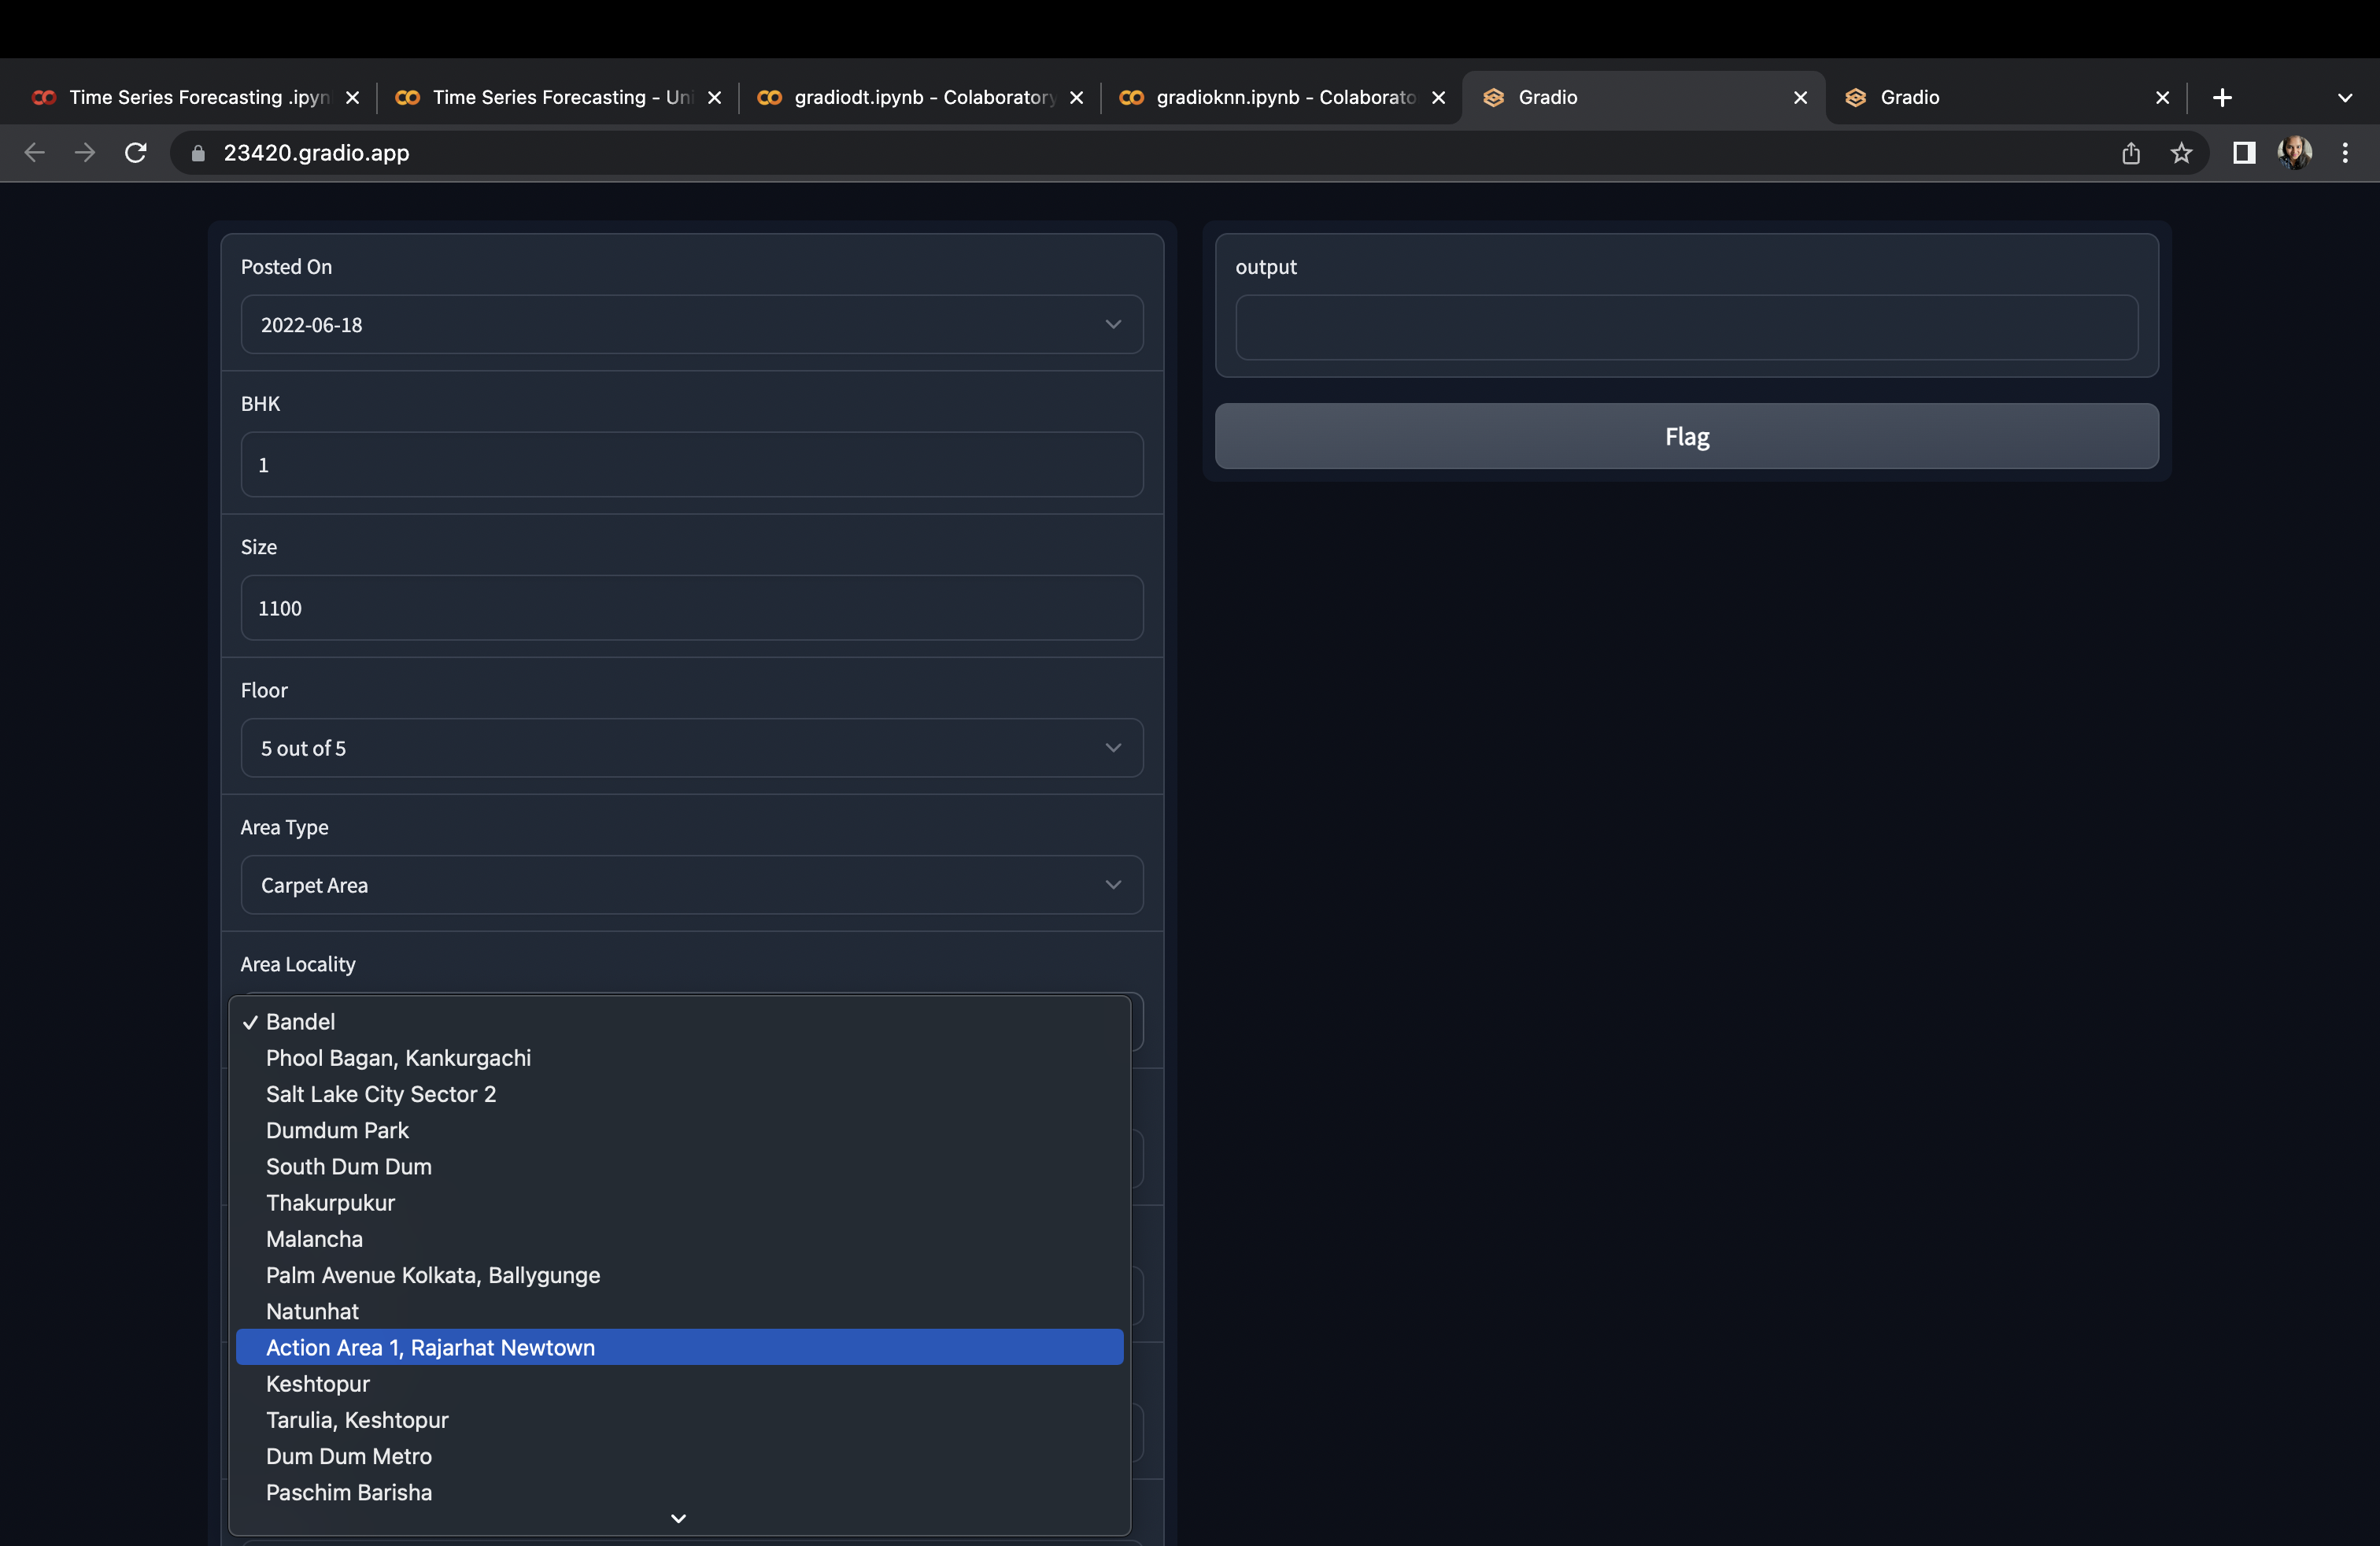 Time Series Forecasting .ipyn
Time Series Forecasting - Uni
gradiodt.ipynb - Colaboratory
gradioknn.ipynb - Colaborato
Gradio
Gradio
23420.gradio.app
Posted On
2022-06-18
BHK
1
Size
1100
Floor
5 out of 5
Area Type
Carpet Area
Area Locality
Bandel
Phool Bagan, Kankurgachi
Salt Lake City Sector 2
Dumdum Park
South Dum Dum
Thakurpukur
Malancha
Palm Avenue Kolkata, Ballygunge
Natunhat
Action Area 1, Rajarhat Newtown
Keshtopur
Tarulia, Keshtopur
Dum Dum Metro
Paschim Barisha
output
Flag